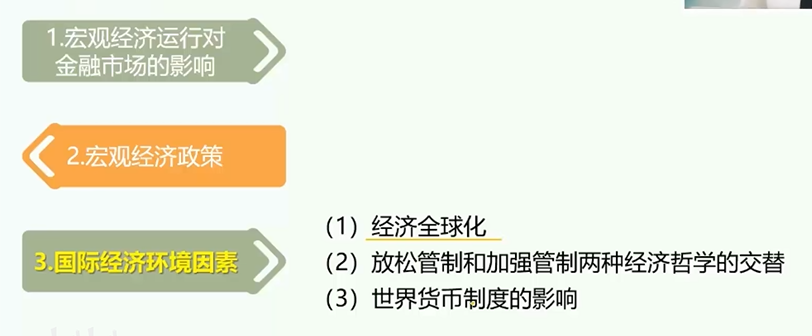 1.宏观经济运行对
金融市场的影响
2.宏观经济政策
3.国际经济环境因素
（1）经济全球化
（2）放松管制和加强管制两种经济哲学的交替
（3）世界货币制度的影响